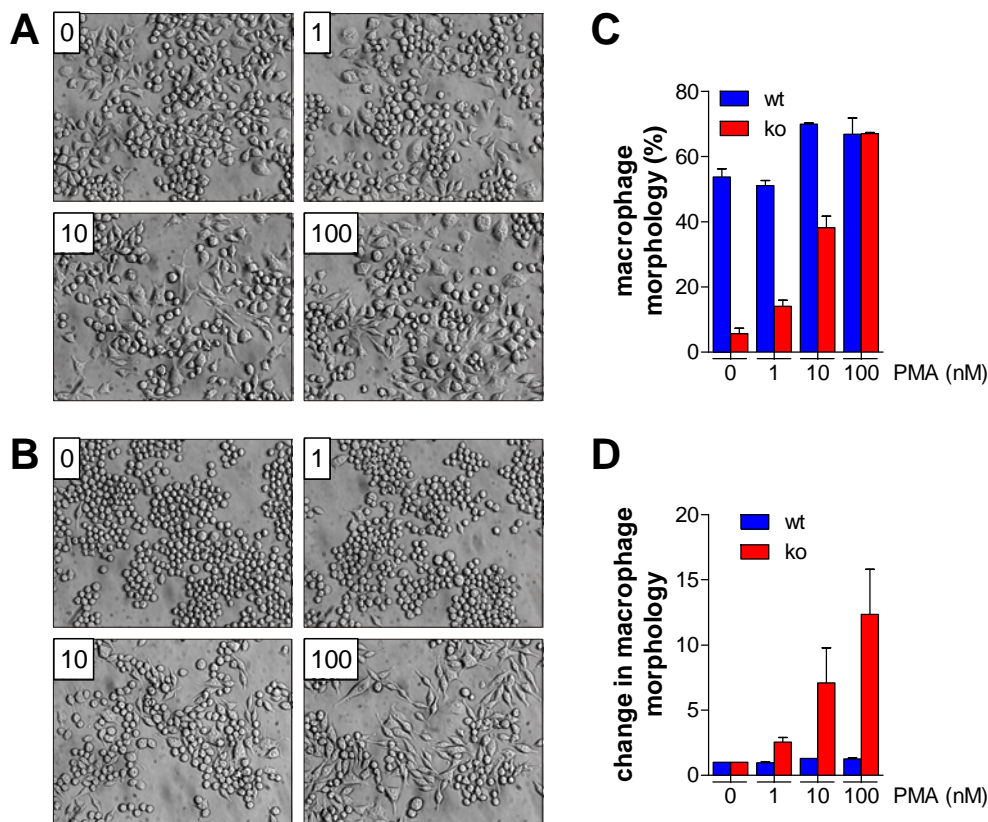 A
0
1
10
100
B
0
1
10
100
C
80
60
40
20
0
macrophage
morphology (%)
wt
ko
0 1 10 100 PMA (nM)
D
20
15
10
5
0
change in macrophage
morphology
wt
ko
0 1 10 100 PMA (nM)